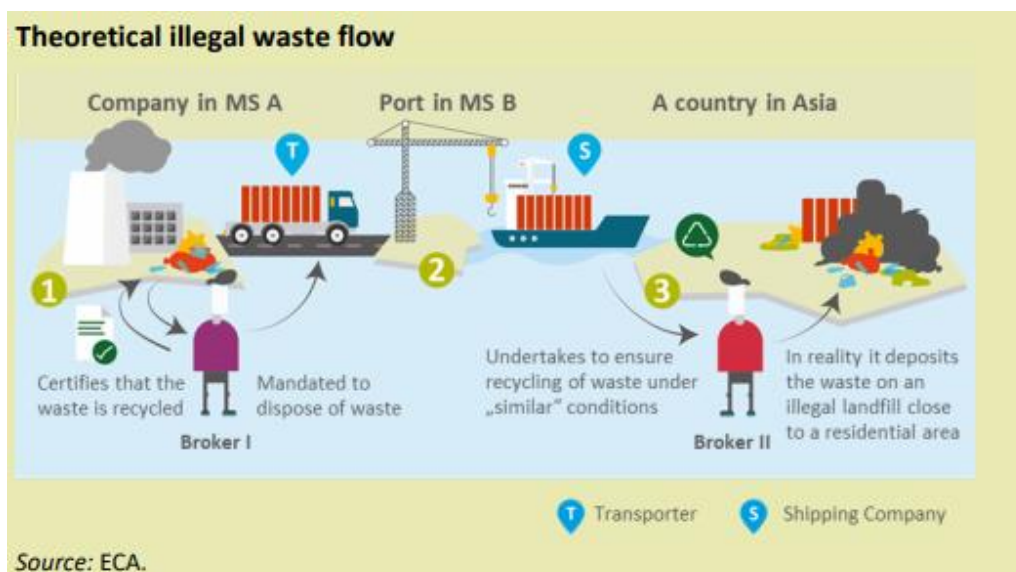 Theoretical illegal waste flow
Company in MS A
Port in MS B
A country in Asia
T
S
1
2
3
Certifies that the
waste is recycled
Mandated to
dispose of waste
Broker I
Undertakes to ensure
recycling of waste under
„similar“ conditions
Broker II
In reality it deposits
the waste on an
illegal landfill close
to a residential area
T Transporter
S Shipping Company
Source: ECA.